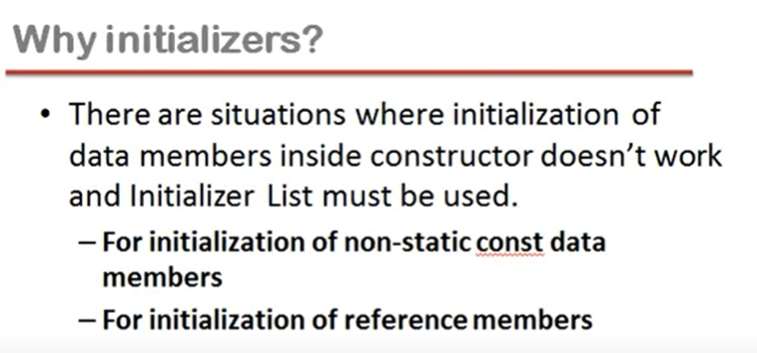 Why initializers?
• There are situations where initialization of
data members inside constructor doesn't work
and Initializer List must be used.
– For initialization of non-static const data
members
– For initialization of reference members